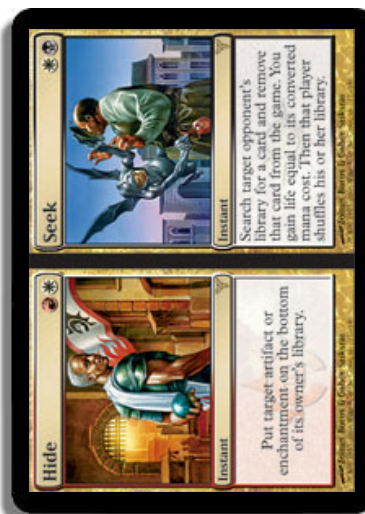 Hide
Instant
Put target artifact or
enchantment on the bottom
of its owner's library.
Seek
Instant
Search target opponent's
library for a card and remove
that card from the game. You
gain life equal to its converted
mana cost. Then that player
shuffles his or her library.